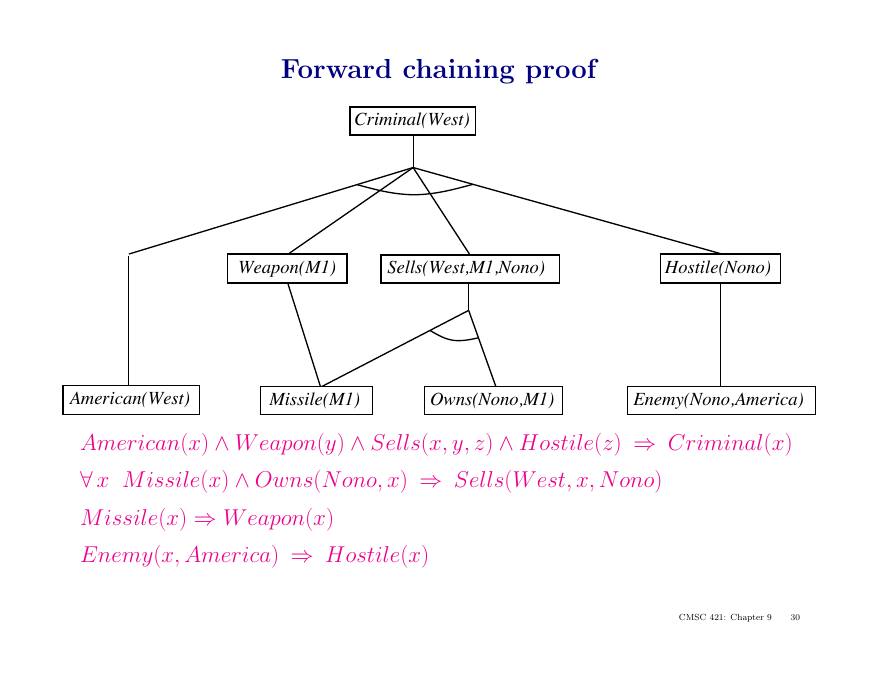 Forward chaining proof
Criminal(West)
Weapon(M1) Sells(West,M1,Nono) Hostile(Nono)
American(West) Missile(M1) Owns(Nono,M1) Enemy(Nono,America)
American(x) ∧ Weapon(y) ∧ Sells(x, y, z) ∧ Hostile(z) ⇒ Criminal(x)
∀ x Missile(x) ∧ Owns(Nono, x) ⇒ Sells(West, x, Nono)
Missile(x) ⇒ Weapon(x)
Enemy(x, America) ⇒ Hostile(x)
CMSC 421: Chapter 9 30